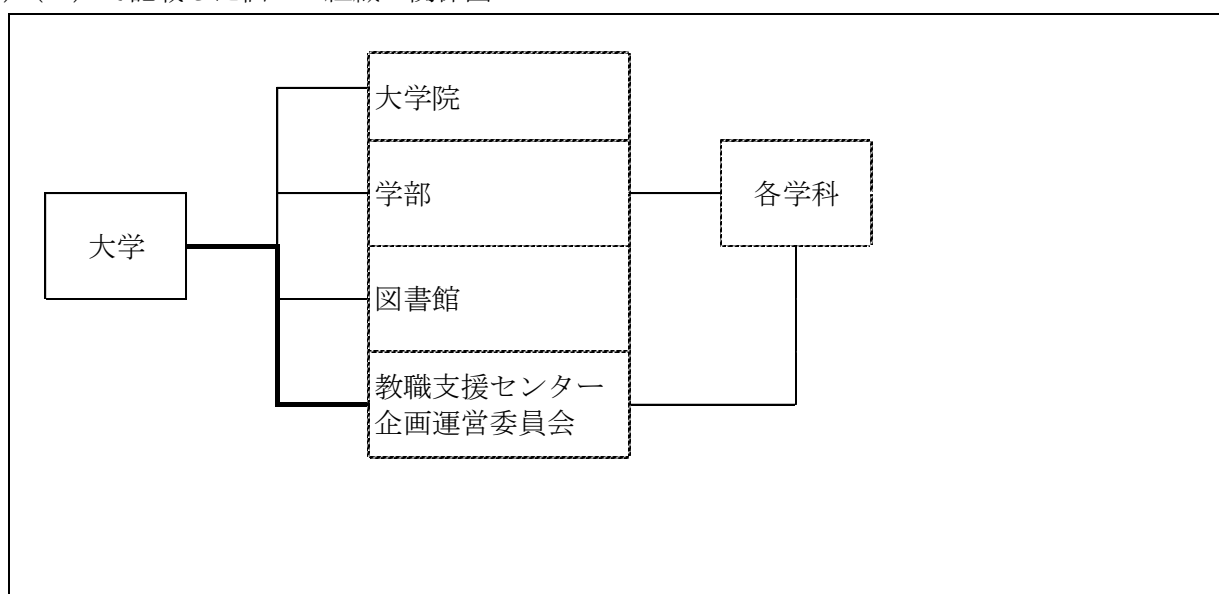 大学院
学部
各学科
大学
図書館
教職支援センター
企画運営委員会